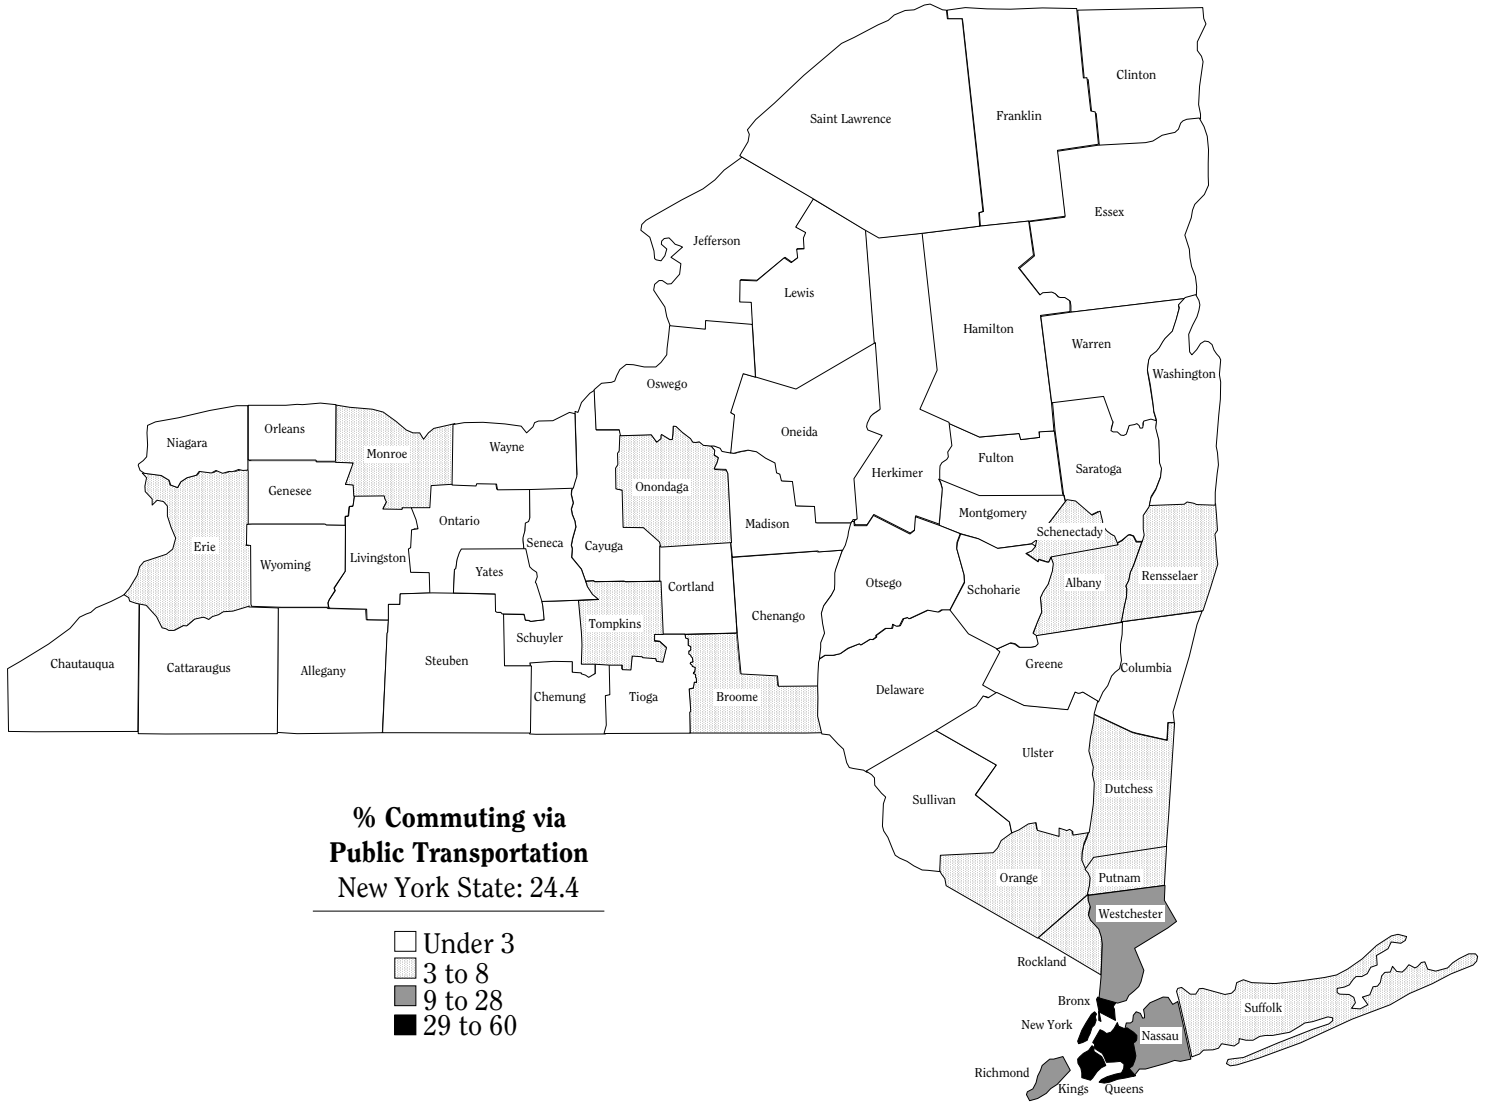 Clinton
Saint Lawrence
Franklin
Essex
Jefferson
Lewis
Hamilton
Warren
Washington
Oswego
Oneida
Herkimer
Fulton
Saratoga
Niagara
Orleans
Monroe
Wayne
Genesee
Onondaga
Madison
Montgomery
Schenectady
Ontario
Seneca
Cayuga
Erie
Wyoming
Livingston
Yates
Cortland
Otsego
Schoharie
Albany
Rensselaer
Chenango
Tompkins
Schuyler
Chautauqua
Cattaraugus
Allegany
Steuben
Chemung
Tioga
Broome
Delaware
Greene
Columbia
Ulster
Sullivan
Dutchess
Orange
Putnam
Westchester
Rockland
Bronx
New York
Nassau
Suffolk
Richmond
Kings
Queens
% Commuting via
Public Transportation
New York State: 24.4
Under 3
3 to 8
9 to 28
29 to 60